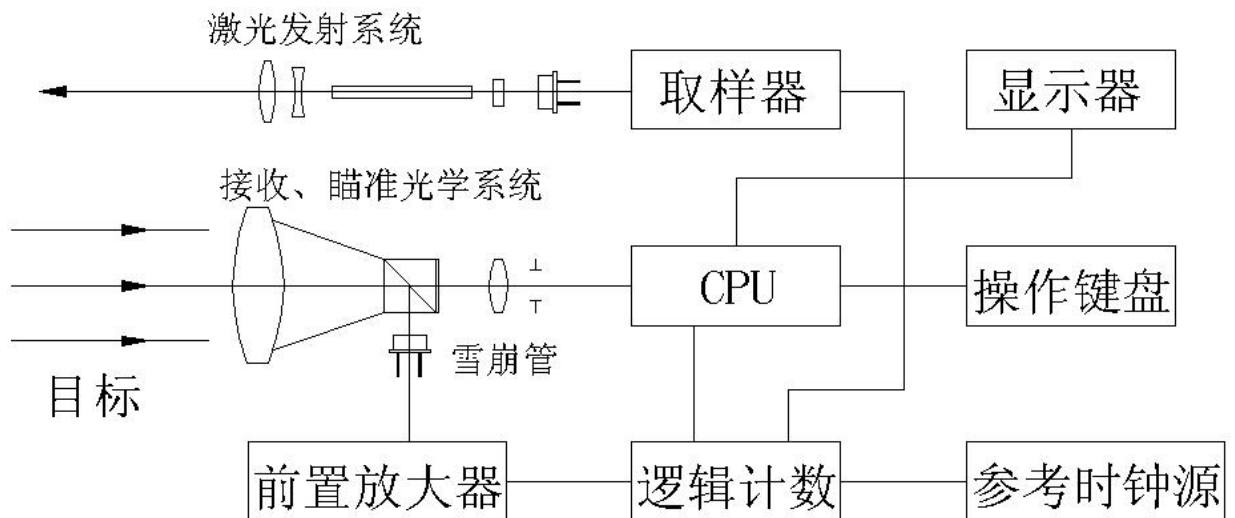 激光发射系统
取样器
显示器
接收、瞄准光学系统
CPU
操作键盘
雪崩管
目标
前置放大器
逻辑计数
参考时钟源